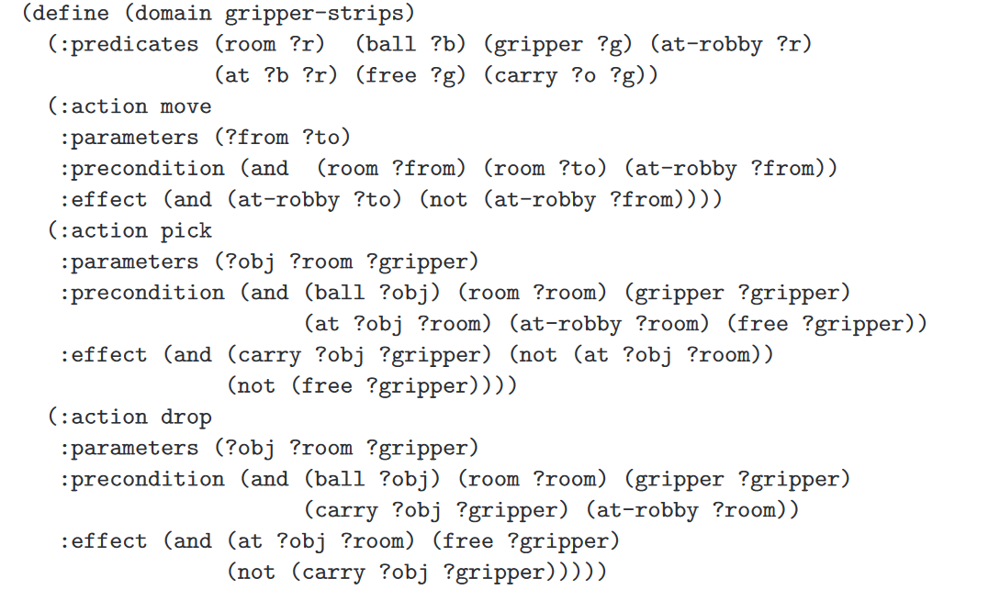 (define (domain gripper-strips)
(:predicates (room ?r) (ball ?b) (gripper ?g) (at-robby ?r)
(at ?b ?r) (free ?g) (carry ?o ?g))
(:action move
:parameters (?from ?to)
:precondition (and (room ?from) (room ?to) (at-robby ?from))
:effect (and (at-robby ?to) (not (at-robby ?from))))
(:action pick
:parameters (?obj ?room ?gripper)
:precondition (and (ball ?obj) (room ?room) (gripper ?gripper)
(at ?obj ?room) (at-robby ?room) (free ?gripper))
:effect (and (carry ?obj ?gripper) (not (at ?obj ?room))
(not (free ?gripper))))
(:action drop
:parameters (?obj ?room ?gripper)
:precondition (and (ball ?obj) (room ?room) (gripper ?gripper)
(carry ?obj ?gripper) (at-robby ?room))
:effect (and (at ?obj ?room) (free ?gripper)
(not (carry ?obj ?gripper)))))